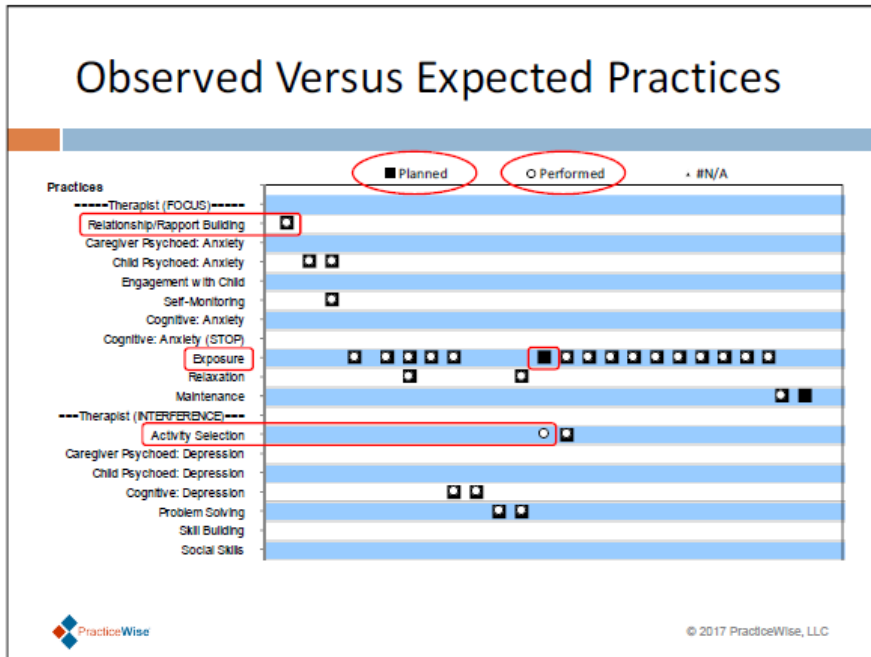 Observed Versus Expected Practices
Planned Performed #N/A
Practices
-----Therapist (FOCUS)-----
Relationship/Rapport Building
Caregiver Psychoed: Anxiety
Child Psychoed: Anxiety
Engagement with Child
Self-Monitoring
Cognitive: Anxiety
Cognitive: Anxiety (STOP)
Exposure
Relaxation
Maintenance
---Therapist (INTERFERENCE)---
Activity Selection
Caregiver Psychoed: Depression
Child Psychoed: Depression
Cognitive: Depression
Problem Solving
Skill Building
Social Skills
PracticeWise © 2017 PracticeWise, LLC